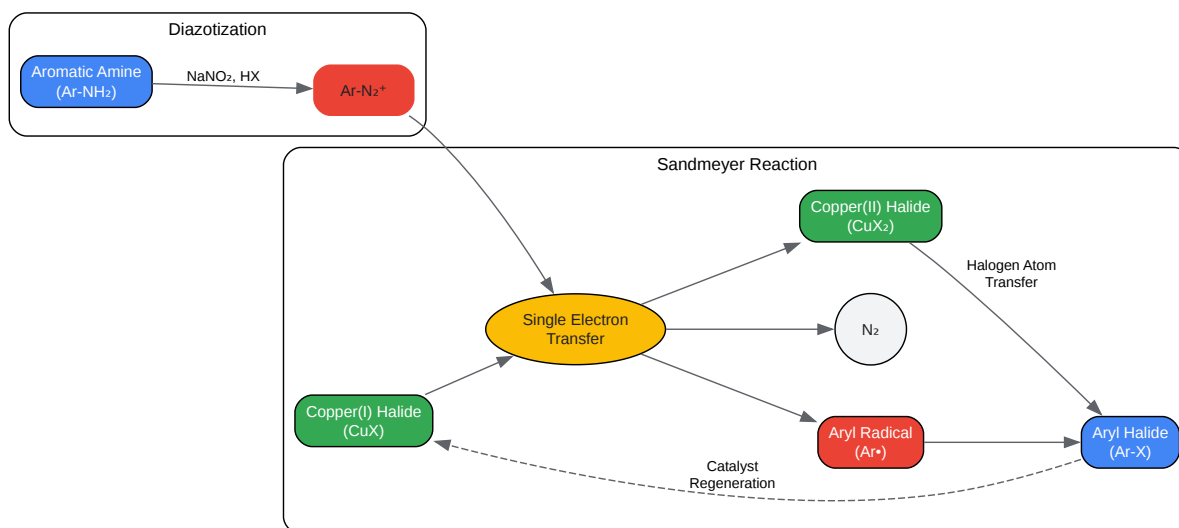 Diazotization
Aromatic Amine
(Ar-NH₂)
NaNO₂, HX
Ar-N₂⁺
Sandmeyer Reaction
Copper(II) Halide
(CuX₂)
Halogen Atom
Transfer
Single Electron
Transfer
N₂
Copper(I) Halide
(CuX)
Aryl Radical
(Ar•)
Aryl Halide
(Ar-X)
Catalyst
Regeneration